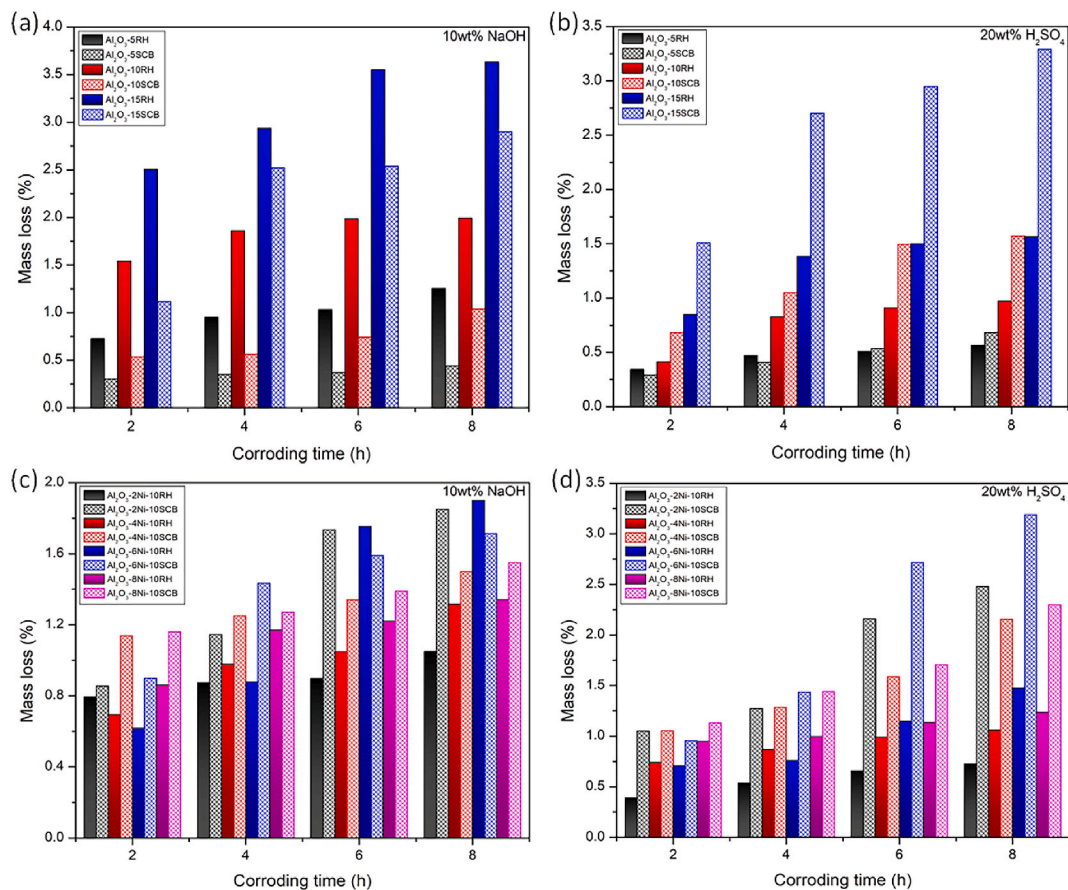 (a)
10wt% NaOH
Al₂O₃-5RH
Al₂O₃-5SCB
Al₂O₃-10RH
Al₂O₃-10SCB
Al₂O₃-15RH
Al₂O₃-15SCB
4.0
3.5
3.0
2.5
2.0
1.5
1.0
0.5
0.0
Mass loss (%)
2 4 6 8
Corroding time (h)
(b)
20wt% H₂SO₄
Al₂O₃-5RH
Al₂O₃-5SCB
Al₂O₃-10RH
Al₂O₃-10SCB
Al₂O₃-15RH
Al₂O₃-15SCB
3.5
3.0
2.5
2.0
1.5
1.0
0.5
0.0
Mass loss (%)
2 4 6 8
Corroding time (h)
(c)
10wt% NaOH
Al₂O₃-2Ni-10RH
Al₂O₃-2Ni-10SCB
Al₂O₃-4Ni-10RH
Al₂O₃-4Ni-10SCB
Al₂O₃-6Ni-10RH
Al₂O₃-6Ni-10SCB
Al₂O₃-8Ni-10RH
Al₂O₃-8Ni-10SCB
2.0
1.6
1.2
0.8
0.4
0.0
Mass loss (%)
2 4 6 8
Corroding time (h)
(d)
20wt% H₂SO₄
Al₂O₃-2Ni-10RH
Al₂O₃-2Ni-10SCB
Al₂O₃-4Ni-10RH
Al₂O₃-4Ni-10SCB
Al₂O₃-6Ni-10RH
Al₂O₃-6Ni-10SCB
Al₂O₃-8Ni-10RH
Al₂O₃-8Ni-10SCB
3.5
3.0
2.5
2.0
1.5
1.0
0.5
0.0
Mass loss (%)
2 4 6 8
Corroding time (h)